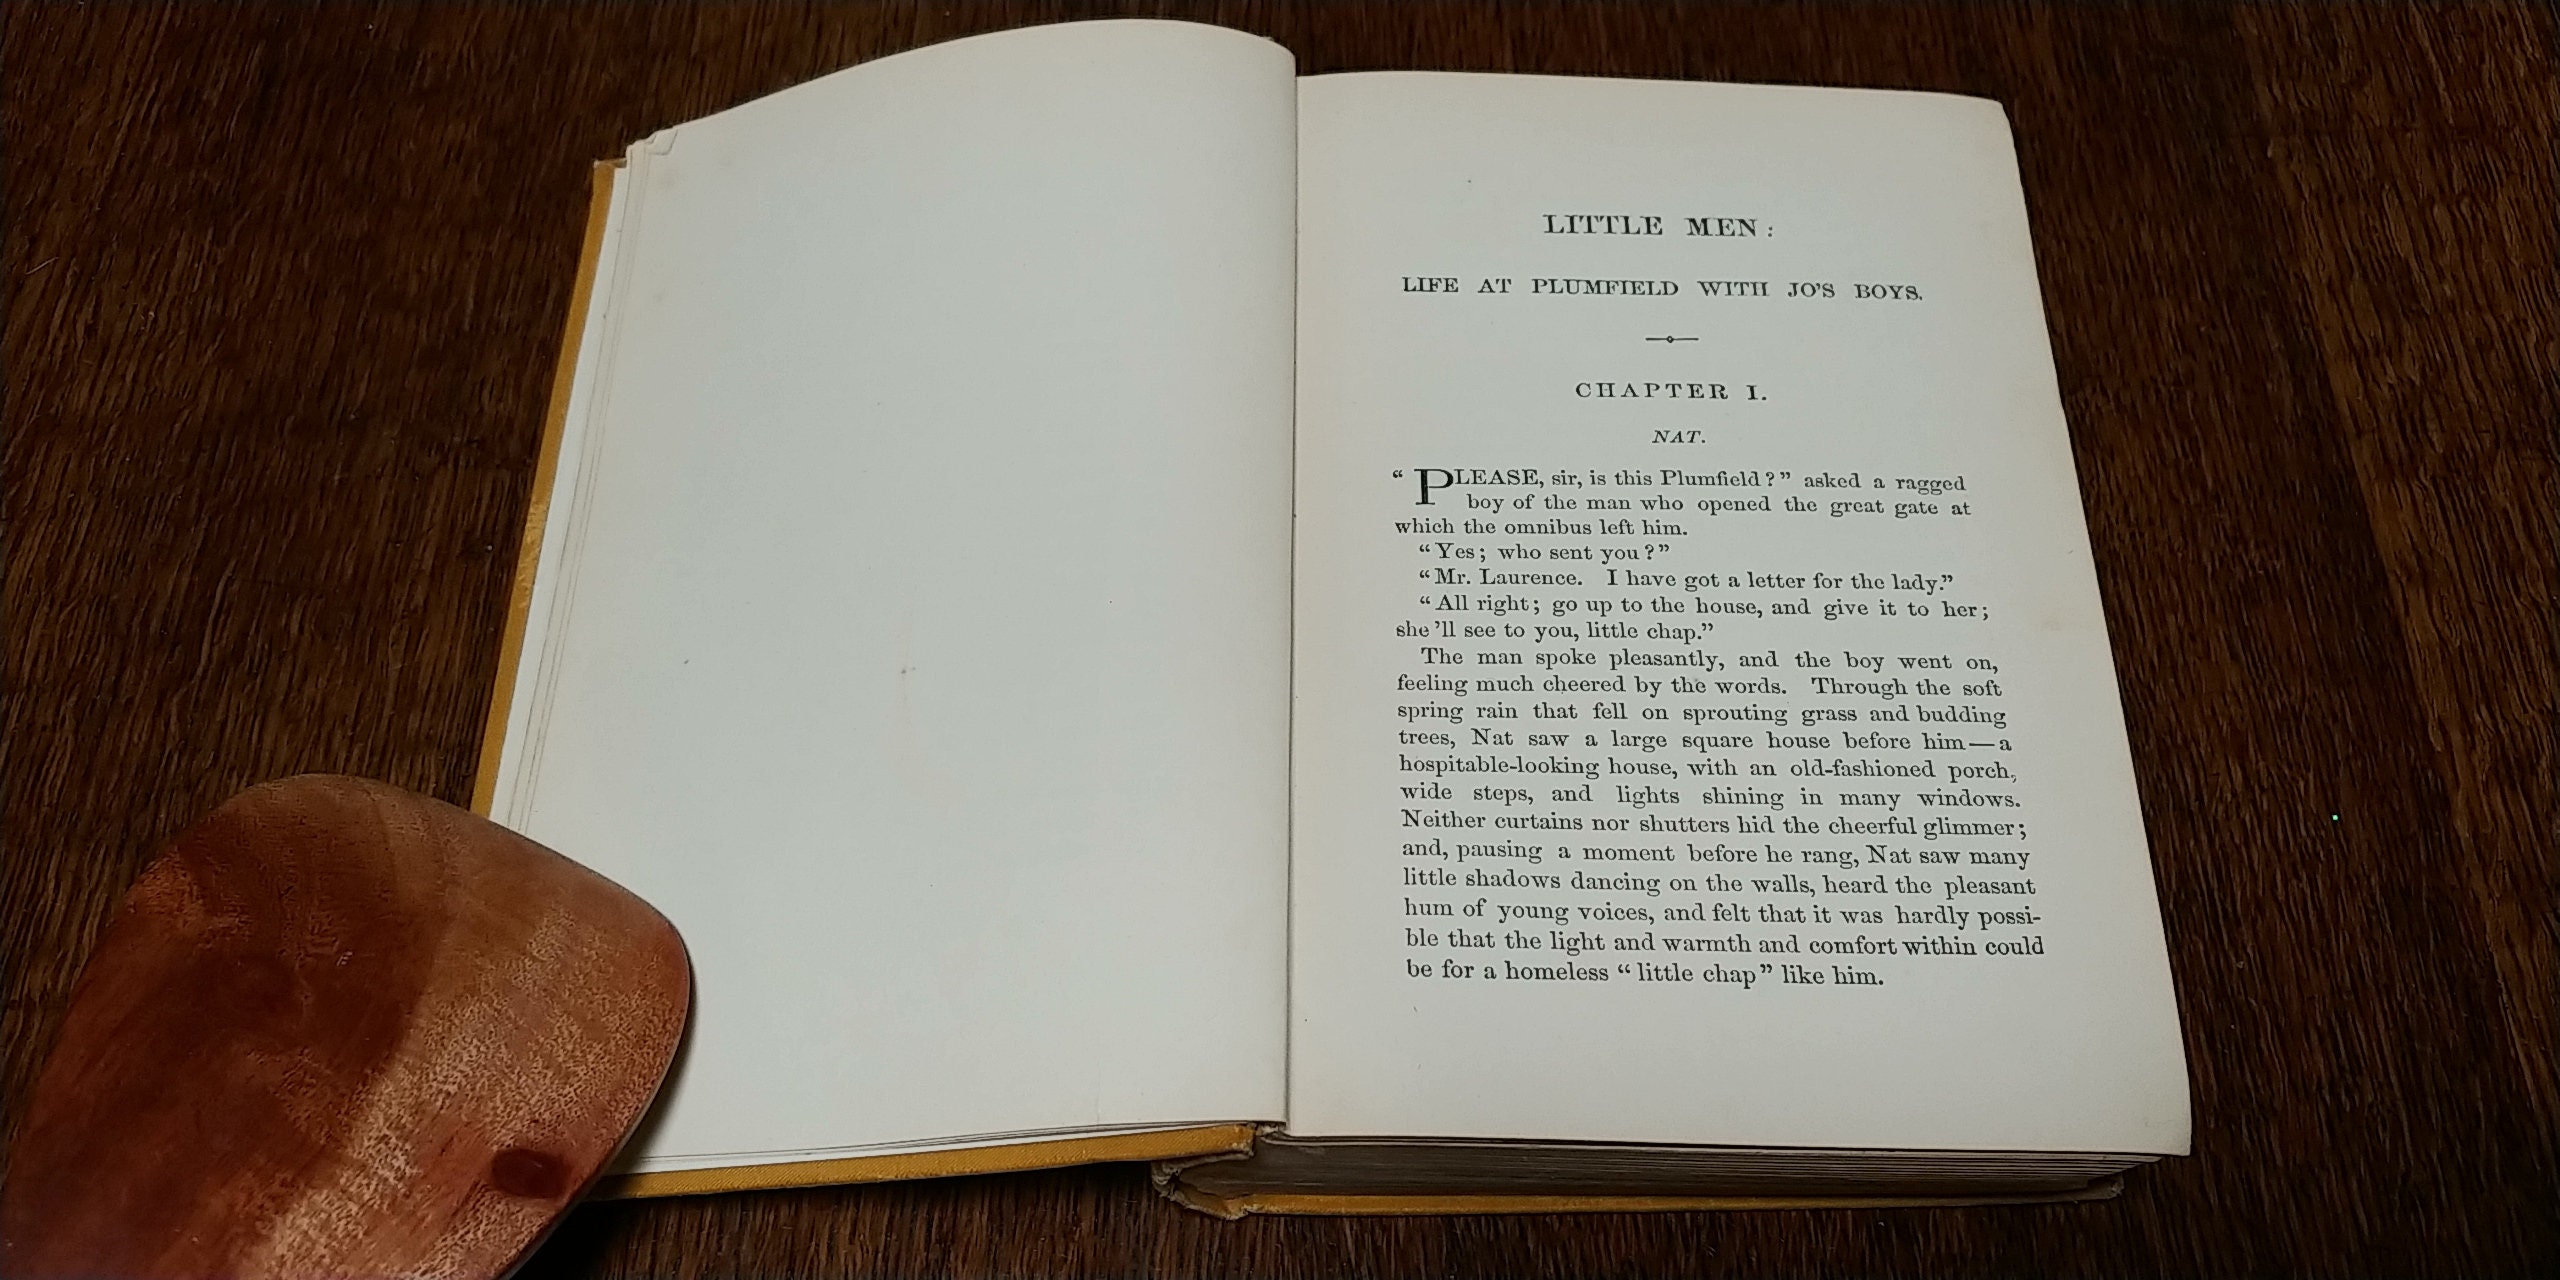 LITTLE MEN:
LIFE AT PLUMFIELD WITH JO'S BOYS.
CHAPTER I.
NAT.
“PLEASE, sir, is this Plumfield?” asked a ragged
boy of the man who opened the great gate at
which the omnibus left him.
“Yes; who sent you?”
“Mr. Laurence. I have got a letter for the lady.”
“All right; go up to the house, and give it to her;
she 'll see to you, little chap.”
The man spoke pleasantly, and the boy went on,
feeling much cheered by the words. Through the soft
spring rain that fell on sprouting grass and budding
trees, Nat saw a large square house before him—a
hospitable-looking house, with an old-fashioned porch,
wide steps, and lights shining in many windows.
Neither curtains nor shutters hid the cheerful glimmer;
and, pausing a moment before he rang, Nat saw many
little shadows dancing on the walls, heard the pleasant
hum of young voices, and felt that it was hardly possi-
ble that the light and warmth and comfort within could
be for a homeless “little chap” like him.